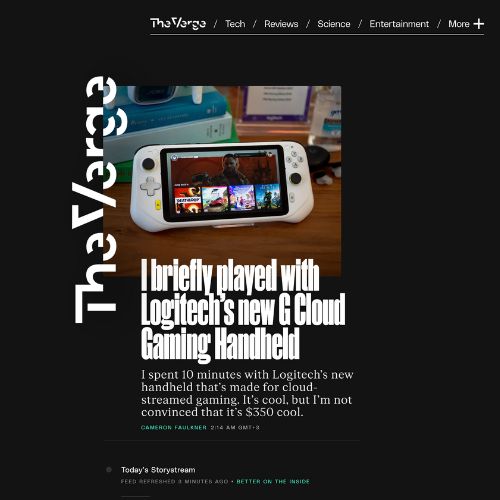 The Verge / Tech / Reviews / Science / Entertainment / More +
The Verge
I briefly played with
Logitech's new G Cloud
Gaming Handheld
I spent 10 minutes with Logitech's new
handheld that's made for cloud-
streamed gaming. It's cool, but I'm not
convinced that it's $350 cool.
CAMERON FAULKNER 2:14 AM GMT+3
Today's Storystream
FEED REFRESHED 3 MINUTES AGO • BETTER ON THE INSIDE